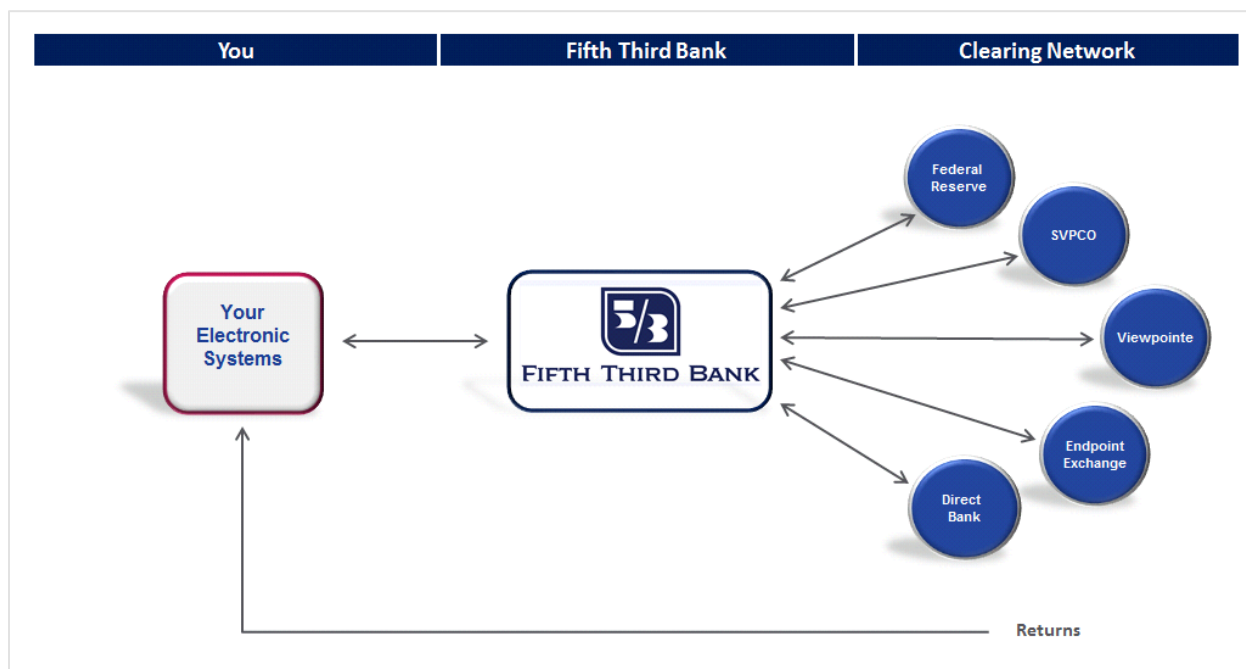 You
Fifth Third Bank
Clearing Network
Federal
Reserve
SVPCO
Your
Electronic
Systems
5/3
FIFTH THIRD BANK
Viewpointe
Endpoint
Exchange
Direct
Bank
Returns